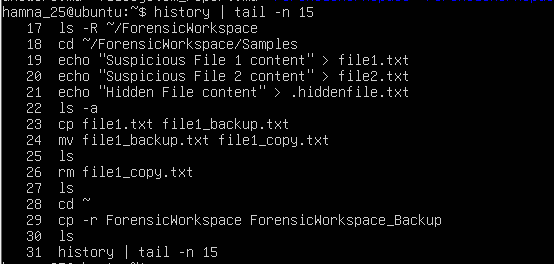 hamna_25@ubuntu:~$ history | tail -n 15
17 ls -R ~/ForensicWorkspace
18 cd ~/ForensicWorkspace/Samples
19 echo "Suspicious File 1 content" > file1.txt
20 echo "Suspicious File 2 content" > file2.txt
21 echo "Hidden File content" > .hiddenfile.txt
22 ls -a
23 cp file1.txt file1_backup.txt
24 mv file1_backup.txt file1_copy.txt
25 ls
26 rm file1_copy.txt
27 ls
28 cd ~
29 cp -r ForensicWorkspace ForensicWorkspace_Backup
30 ls
31 history | tail -n 15